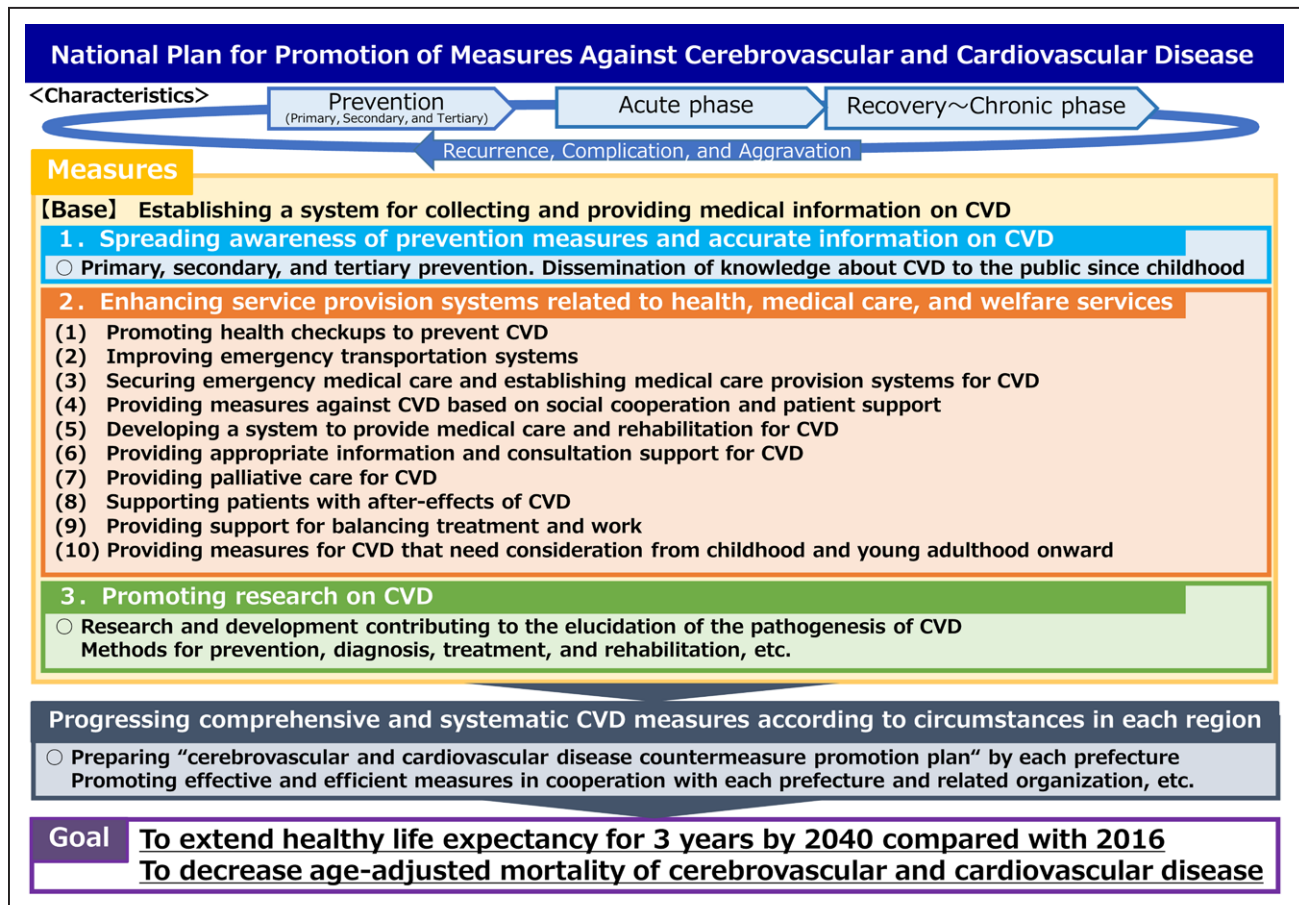 National Plan for Promotion of Measures Against Cerebrovascular and Cardiovascular Disease
<Characteristics>
Prevention
(Primary, Secondary, and Tertiary)
Acute phase
Recovery～Chronic phase
Recurrence, Complication, and Aggravation
Measures
【Base】 Establishing a system for collecting and providing medical information on CVD
1. Spreading awareness of prevention measures and accurate information on CVD
○ Primary, secondary, and tertiary prevention. Dissemination of knowledge about CVD to the public since childhood
2. Enhancing service provision systems related to health, medical care, and welfare services
(1) Promoting health checkups to prevent CVD
(2) Improving emergency transportation systems
(3) Securing emergency medical care and establishing medical care provision systems for CVD
(4) Providing measures against CVD based on social cooperation and patient support
(5) Developing a system to provide medical care and rehabilitation for CVD
(6) Providing appropriate information and consultation support for CVD
(7) Providing palliative care for CVD
(8) Supporting patients with after-effects of CVD
(9) Providing support for balancing treatment and work
(10) Providing measures for CVD that need consideration from childhood and young adulthood onward
3. Promoting research on CVD
○ Research and development contributing to the elucidation of the pathogenesis of CVD
Methods for prevention, diagnosis, treatment, and rehabilitation, etc.
Progressing comprehensive and systematic CVD measures according to circumstances in each region
○ Preparing “cerebrovascular and cardiovascular disease countermeasure promotion plan“ by each prefecture
Promoting effective and efficient measures in cooperation with each prefecture and related organization, etc.
Goal
To extend healthy life expectancy for 3 years by 2040 compared with 2016
To decrease age-adjusted mortality of cerebrovascular and cardiovascular disease